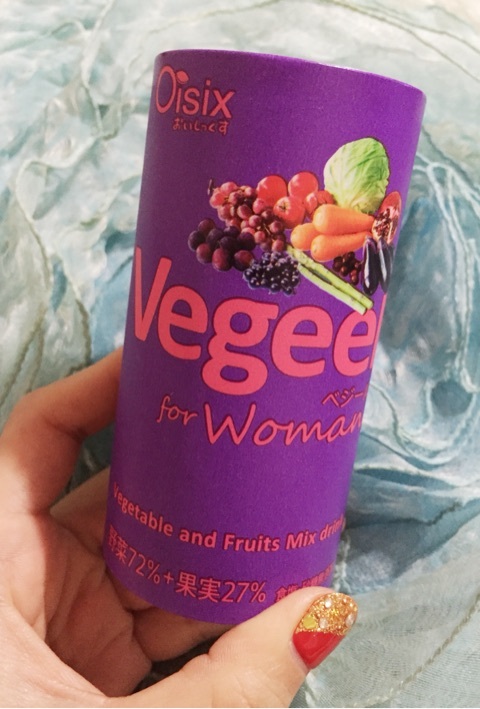 Oisix
おいしっくす
Vegee
ベジー
for Woman
Vegetable and Fruits Mix drink
野菜72%+果実27%